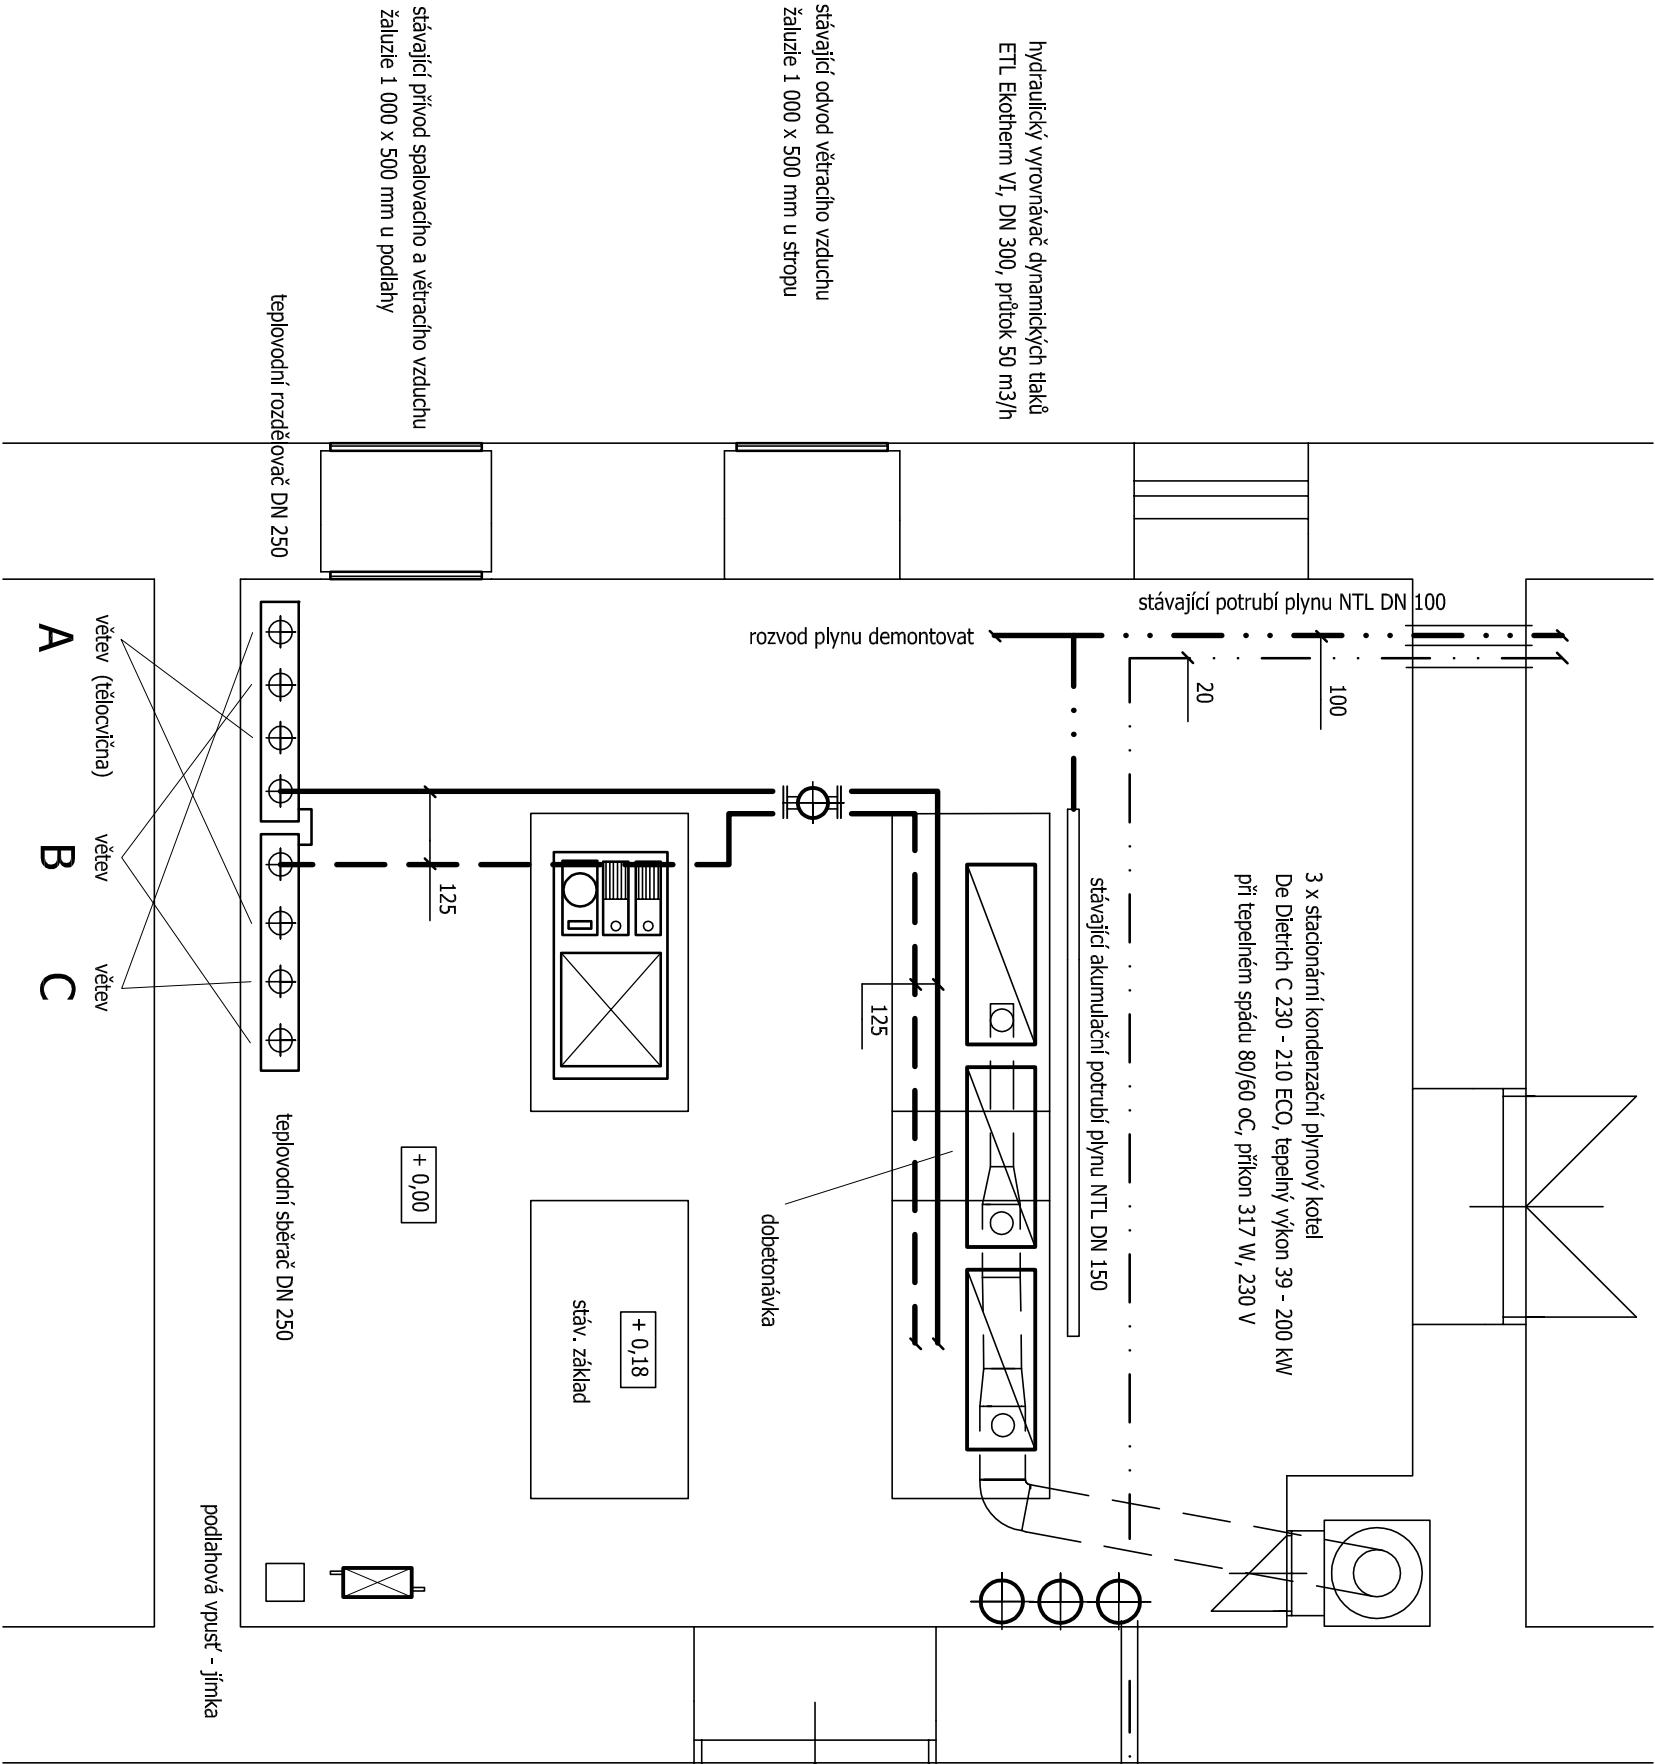 hydraulický vyrovnávač dynamických tlaků
ETL Ekotherm VI, DN 300, průtok 50 m3/h
stávající odvod větracího vzduchu
žaluzie 1 000 x 500 mm u stropu
stávající přívod spalovacího a větracího vzduchu
žaluzie 1 000 x 500 mm u podlahy
teplovodní rozdělovač DN 250
stávající potrubí plynu NTL DN 100
rozvod plynu demontovat
100
20
3 x stacionární kondenzační plynový kotel
De Dietrich C 230 - 210 ECO, tepelný výkon 39 - 200 kW
při tepelném spádu 80/60 oC, příkon 317 W, 230 V
stávající akumulační potrubí plynu NTL DN 150
125
125
dobetonávka
+ 0,18
stáv. základ
+ 0,00
teplovodní sběrač DN 250
podlahová vpusť - jímka
větev (tělocvična)
A
větev
B
větev
C